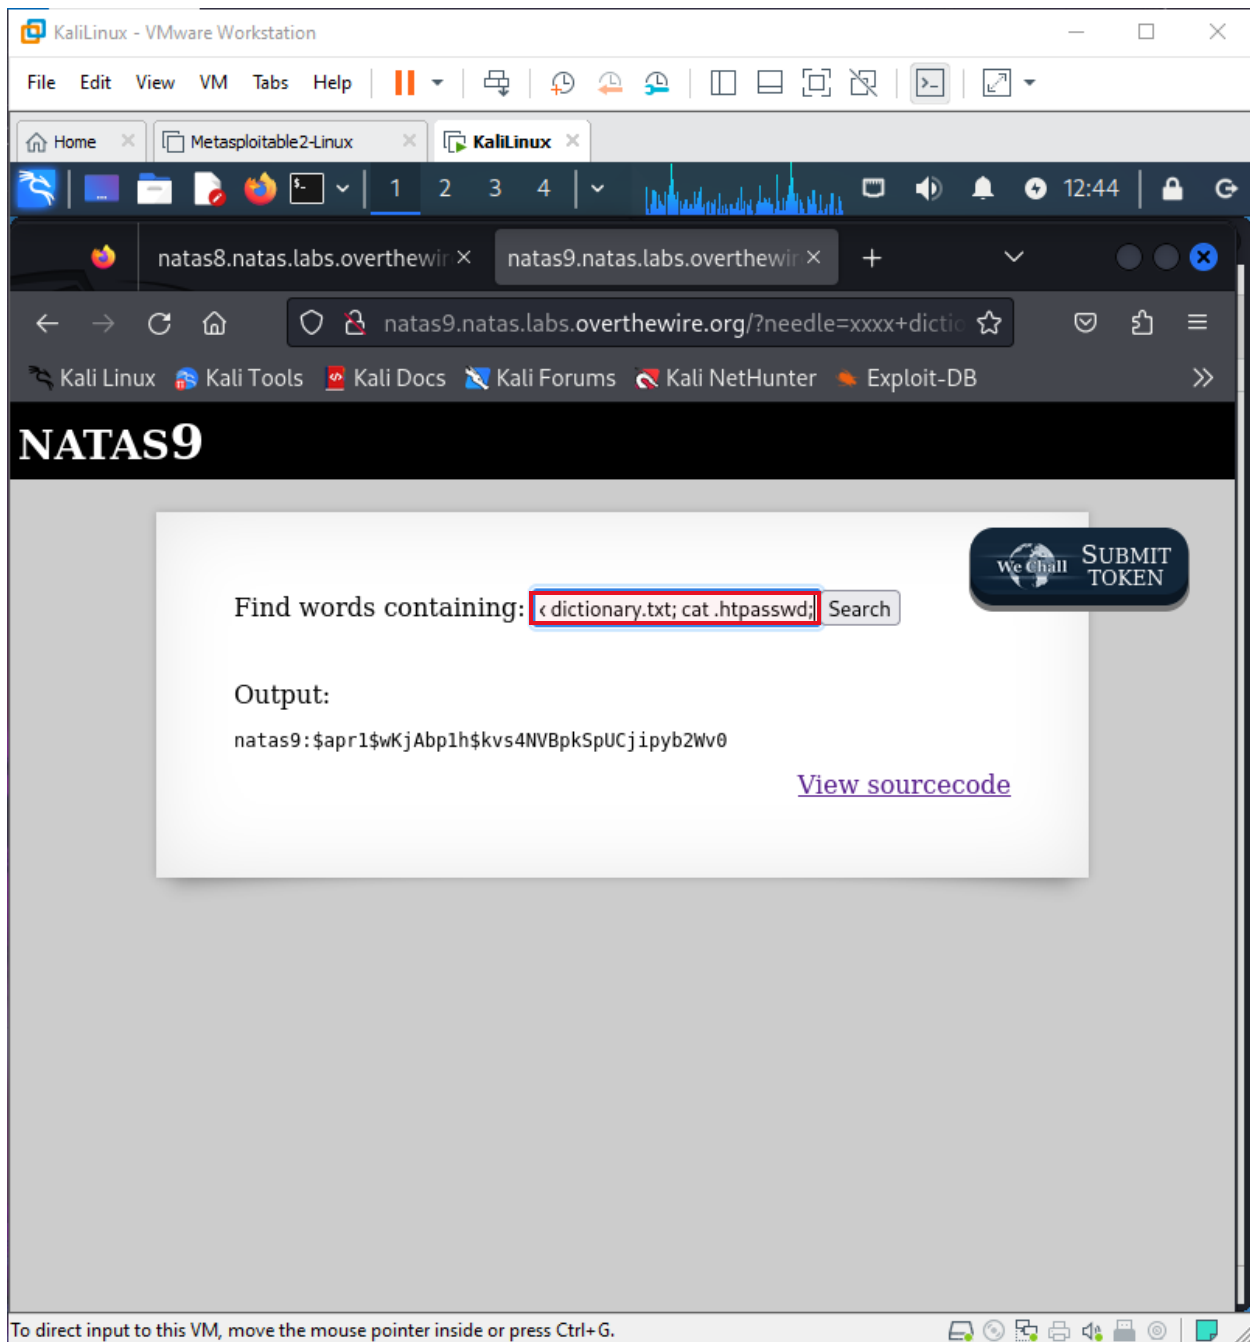 KaliLinux - VMware Workstation
File Edit View VM Tabs Help
Home Metasploitable2-Linux KaliLinux
1 2 3 4 12:44
natas8.natas.labs.overthewir natas9.natas.labs.overthewir
natas9.natas.labs.overthewire.org/?needle=xxxx+dictio
Kali Linux Kali Tools Kali Docs Kali Forums Kali NetHunter Exploit-DB
NATAS9
We Chall SUBMIT
TOKEN
Find words containing: dictionary.txt; cat .htpasswd; Search
Output:
natas9:$apr1$wKjAbp1h$kvs4NVBpkSpUCjipyb2Wv0
View sourcecode
To direct input to this VM, move the mouse pointer inside or press Ctrl+G.